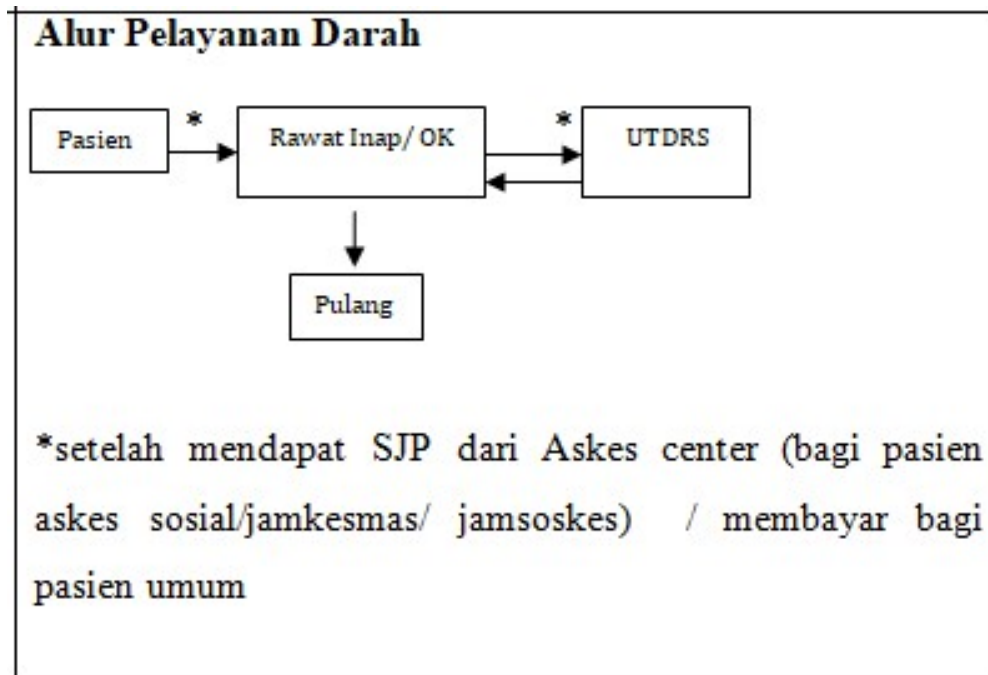 Alur Pelayanan Darah
* *
Pasien Rawat Inap/ OK UTDRS
Pulang
*setelah mendapat SJP dari Askes center (bagi pasien
askes sosial/jamkesmas/ jamsoskes) / membayar bagi
pasien umum